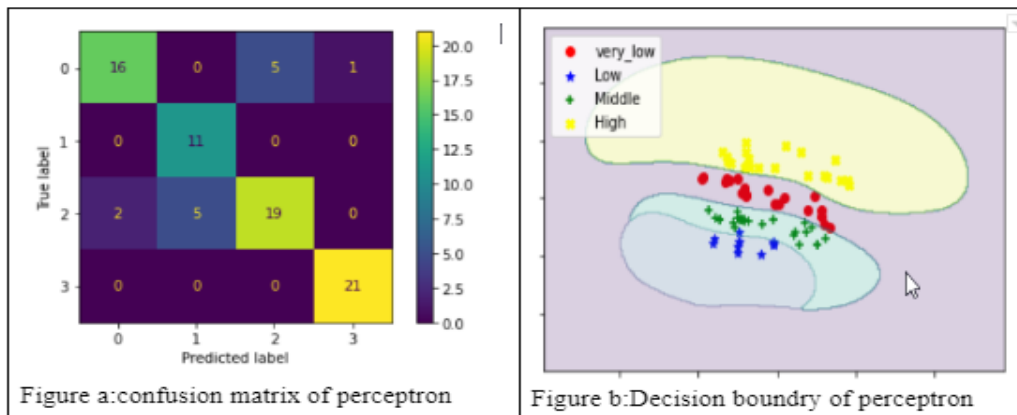 0
1
2
3
True label
16 0 5 1
0 11 0 0
2 5 19 0
0 0 0 21
0 1 2 3
Predicted label
20.0
17.5
15.0
12.5
10.0
7.5
5.0
2.5
0.0
Figure a:confusion matrix of perceptron
very_low
Low
Middle
High
Figure b:Decision boundry of perceptron